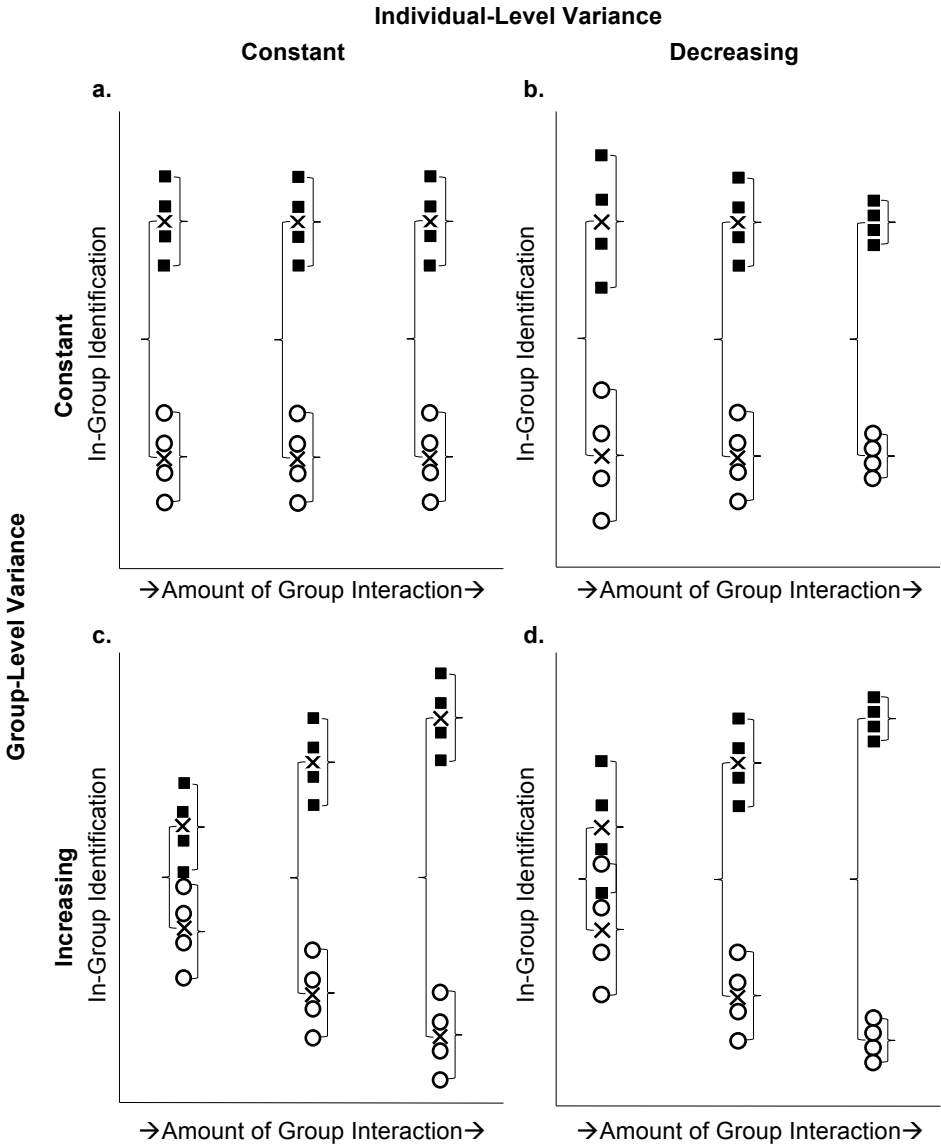 Individual-Level Variance
Constant
Decreasing
a.
b.
Group-Level Variance
Constant
In-Group Identification
In-Group Identification
→Amount of Group Interaction→
→Amount of Group Interaction→
c.
d.
Increasing
In-Group Identification
In-Group Identification
→Amount of Group Interaction→
→Amount of Group Interaction→